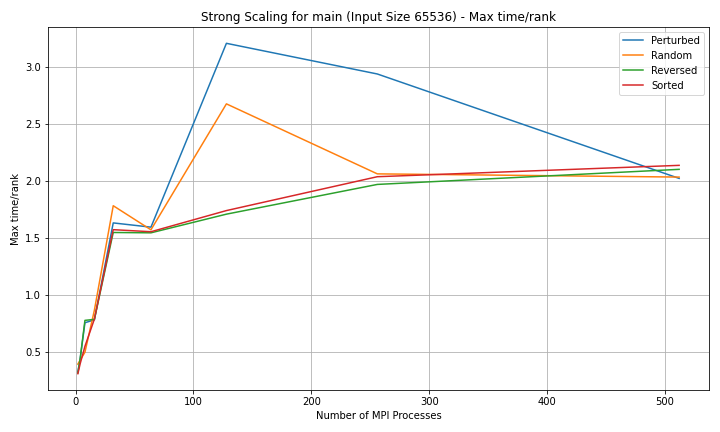 Strong Scaling for main (Input Size 65536) - Max time/rank
Perturbed
Random
Reversed
Sorted
Max time/rank
3.0
2.5
2.0
1.5
1.0
0.5
0 100 200 300 400 500
Number of MPI Processes